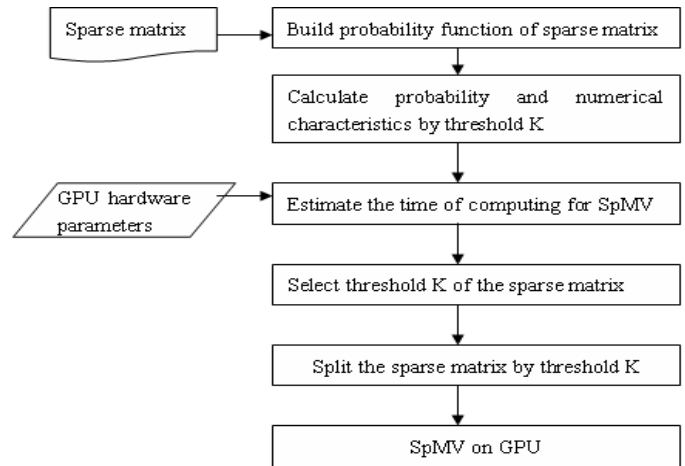 Sparse matrix
Build probability function of sparse matrix
Calculate probability and numerical
characteristics by threshold K
GPU hardware
parameters
Estimate the time of computing for SpMV
Select threshold K of the sparse matrix
Split the sparse matrix by threshold K
SpMV on GPU